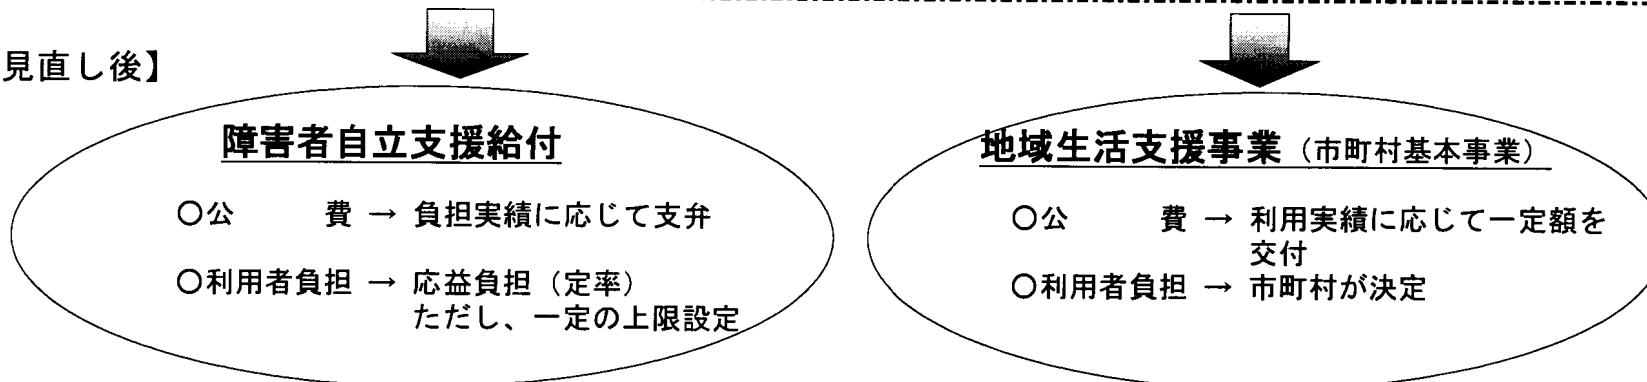 見直し後】
障害者自立支援給付
○公　　　費 → 負担実績に応じて支弁
○利用者負担 → 応益負担（定率）
ただし、一定の上限設定
地域生活支援事業（市町村基本事業）
○公　　　費 → 利用実績に応じて一定額を
交付
○利用者負担 → 市町村が決定